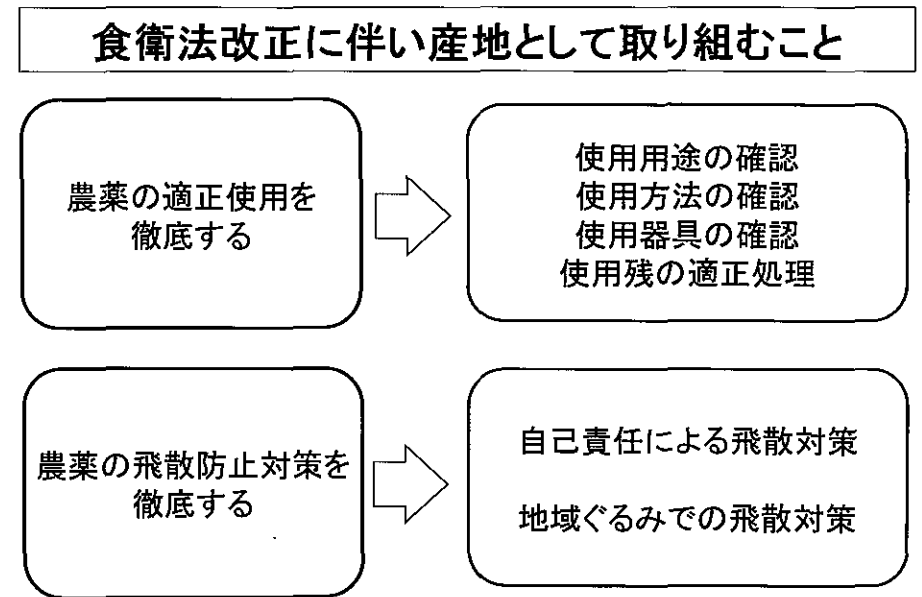 食衛法改正に伴い産地として取り組むこと
農薬の適正使用を
徹底する
使用用途の確認
使用方法の確認
使用器具の確認
使用残の適正処理
農薬の飛散防止対策を
徹底する
自己責任による飛散対策
地域ぐるみでの飛散対策